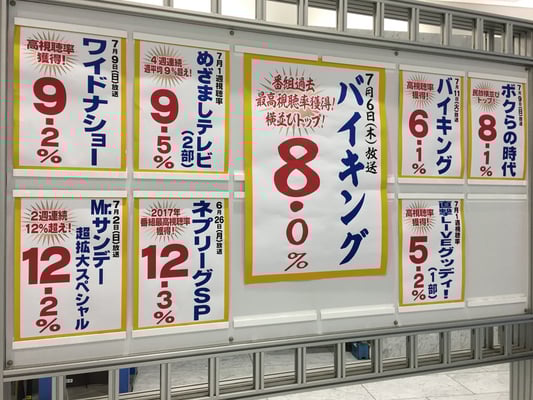 7月9日(日)放送
ワイドナショー
高視聴率
獲得!
9.2%
7月1週視聴率
めざましテレビ
(2部)
4週連続
週平均9%超え!
9.5%
7月6日(木)放送
バイキング
番組過去
最高視聴率獲得!
横並びトップ!
8.0%
7月11日(火)放送
バイキング
高視聴率
獲得!
6.1%
7月9日(日)放送
ボクらの時代
民放横並び
トップ!
8.1%
7月2日(日)放送
Mr.サンデー
超拡大スペシャル
2週連続
12%超え!
12.2%
6月26日(月)放送
ネプリーグSP
2017年
番組最高視聴率
獲得!
12.3%
7月1週視聴率
直撃LIVEグッディ!
(1部)
高視聴率
獲得!
5.2%